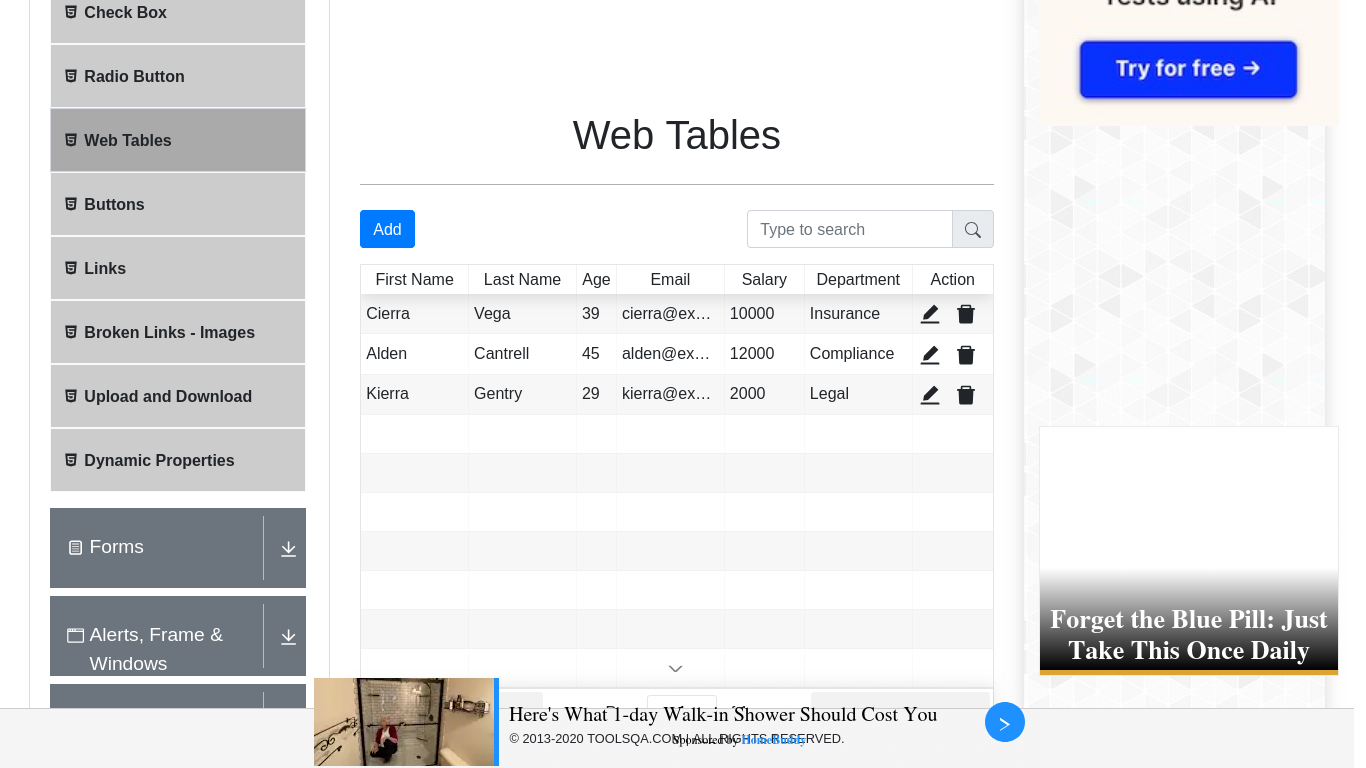 Check Box
Radio Button
Web Tables
Buttons
Links
Broken Links - Images
Upload and Download
Dynamic Properties
Forms
Alerts, Frame &
Windows
Web Tables
Add
Type to search
First Name Last Name Age Email Salary Department Action
Cierra Vega 39 cierra@ex… 10000 Insurance
Alden Cantrell 45 alden@ex… 12000 Compliance
Kierra Gentry 29 kierra@ex… 2000 Legal
Tests using AI
Try for free →
Forget the Blue Pill: Just
Take This Once Daily
Here's What 1-day Walk-in Shower Should Cost You
© 2013-2020 TOOLSQA.COM | ALL RIGHTS RESERVED.
Sponsored by HomeBuddy